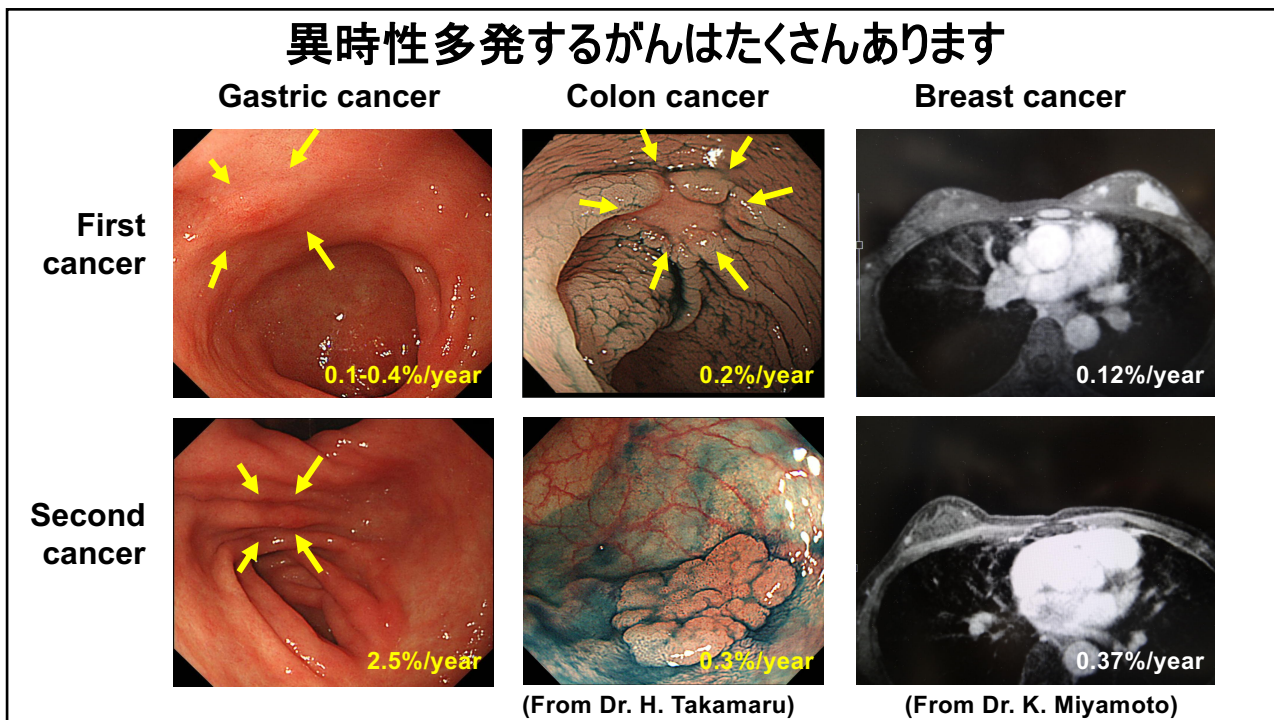 異時性多発するがんはたくさんあります
Gastric cancer
Colon cancer
Breast cancer
First
cancer
0.1-0.4%/year
0.2%/year
0.12%/year
Second
cancer
2.5%/year
0.3%/year
0.37%/year
(From Dr. H. Takamaru)
(From Dr. K. Miyamoto)